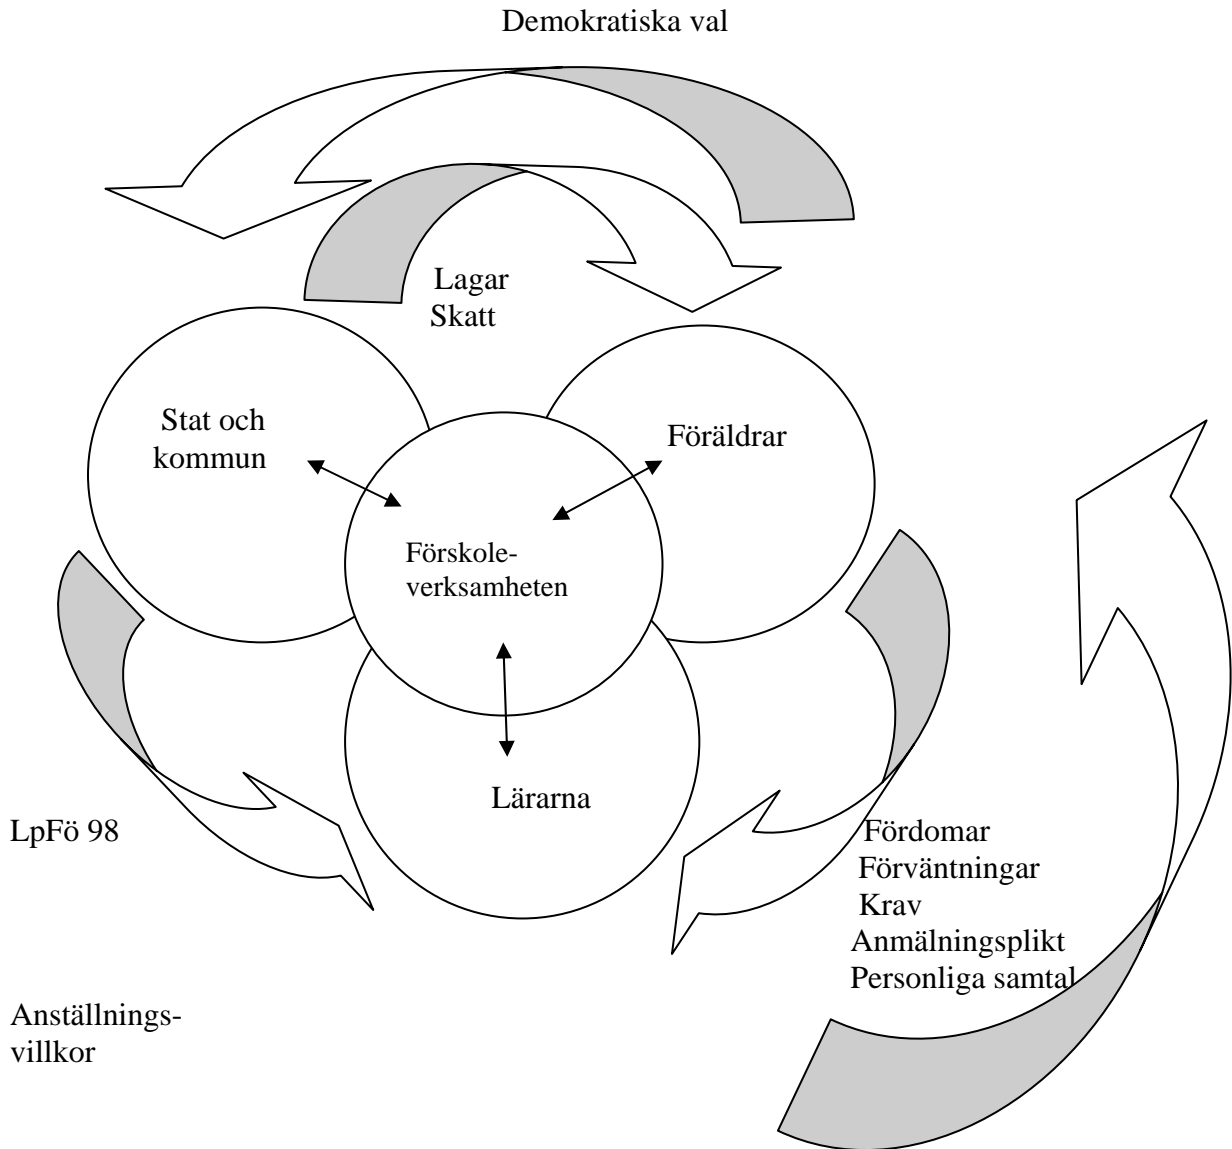 Demokratiska val
Lagar
Skatt
Stat och
kommun
Föräldrar
Förskole-
verksamheten
Lärarna
LpFö 98
Fördomar
Förväntningar
Krav
Anmälningsplikt
Personliga samtal
Anställnings-
villkor